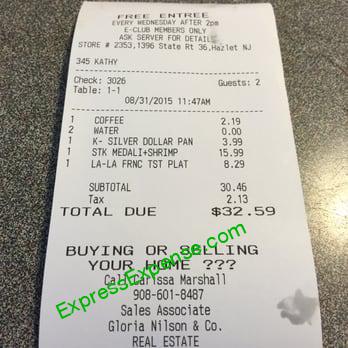 FREE ENTREE
EVERY WEDNESDAY AFTER 2pm
E-CLUB MEMBERS ONLY
ASK SERVER FOR DETAILS
STORE # 2353,1396 State Rt 36,Hazlet NJ
345 KATHY
Check: 3026 Guests: 2
Table: 1-1
08/31/2015 11:47AM
1 COFFEE 2.19
2 WATER 0.00
1 K- SILVER DOLLAR PAN 3.99
1 STK MEDALI+SHRIMP 15.99
1 LA-LA FRNC TST PLAT 8.29
SUBTOTAL 30.46
Tax 2.13
TOTAL DUE $32.59
BUYING OR SELLING
YOUR HOME ???
Call Carissa Marshall
908-601-8487
Sales Associate
Gloria Nilson & Co.
REAL ESTATE
ExpressExpense.com